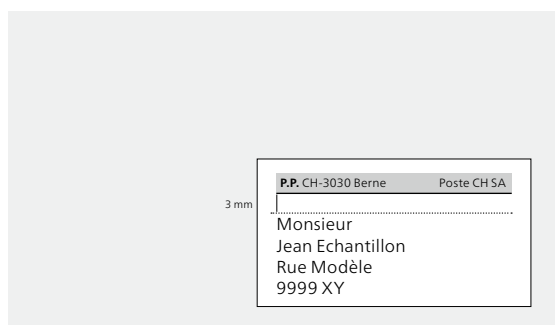 P.P. CH-3030 Berne Poste CH SA
3 mm
Monsieur
Jean Echantillon
Rue Modèle
9999 XY